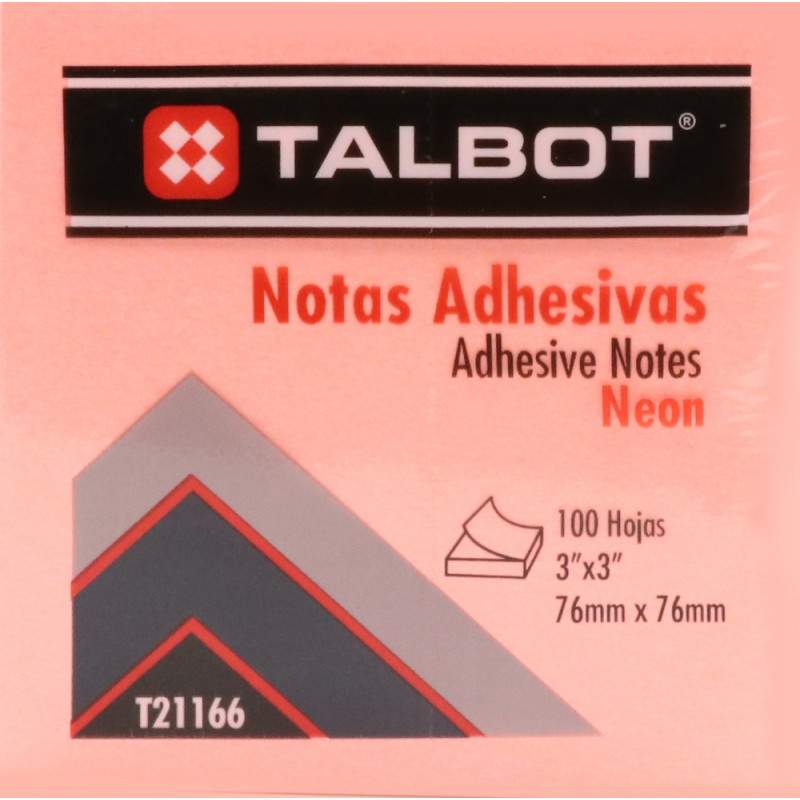 TALBOT®
Notas Adhesivas
Adhesive Notes
Neon
100 Hojas
3"x3"
76mm x 76mm
T21166